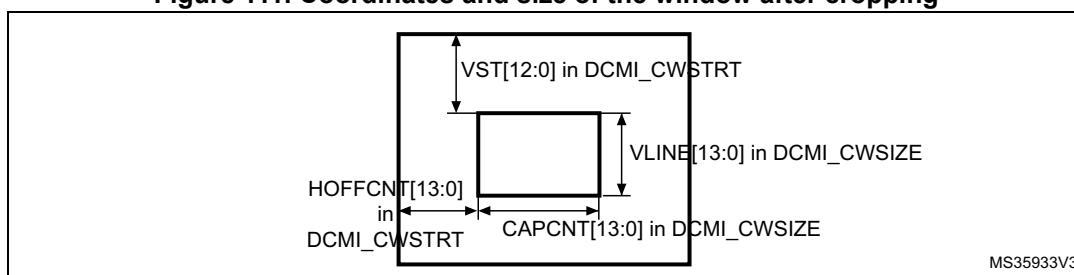 Figure 111. Coordinates and size of the window after cropping
VST[12:0] in DCMI_CWSTRT
VLINE[13:0] in DCMI_CWSIZE
HOFFCNT[13:0]
in
DCMI_CWSTRT
CAPCNT[13:0] in DCMI_CWSIZE
MS35933V3